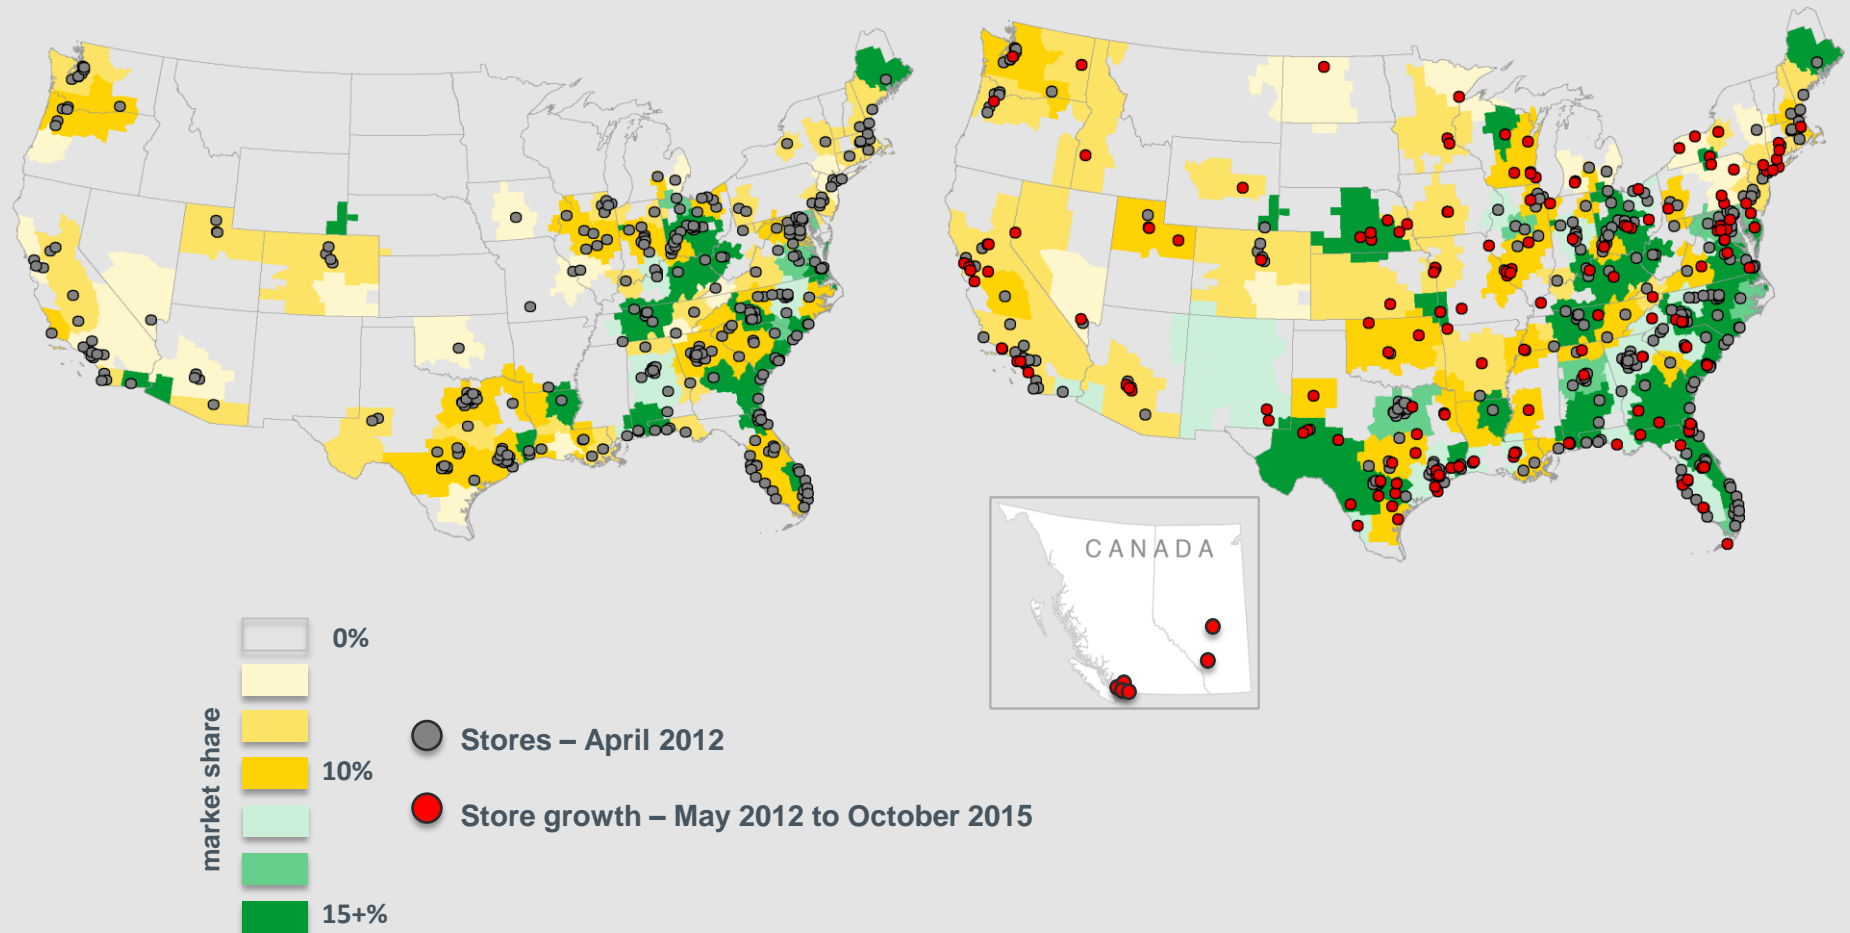 CANADA
0%
10%
15+%
market share
Stores – April 2012
Store growth – May 2012 to October 2015